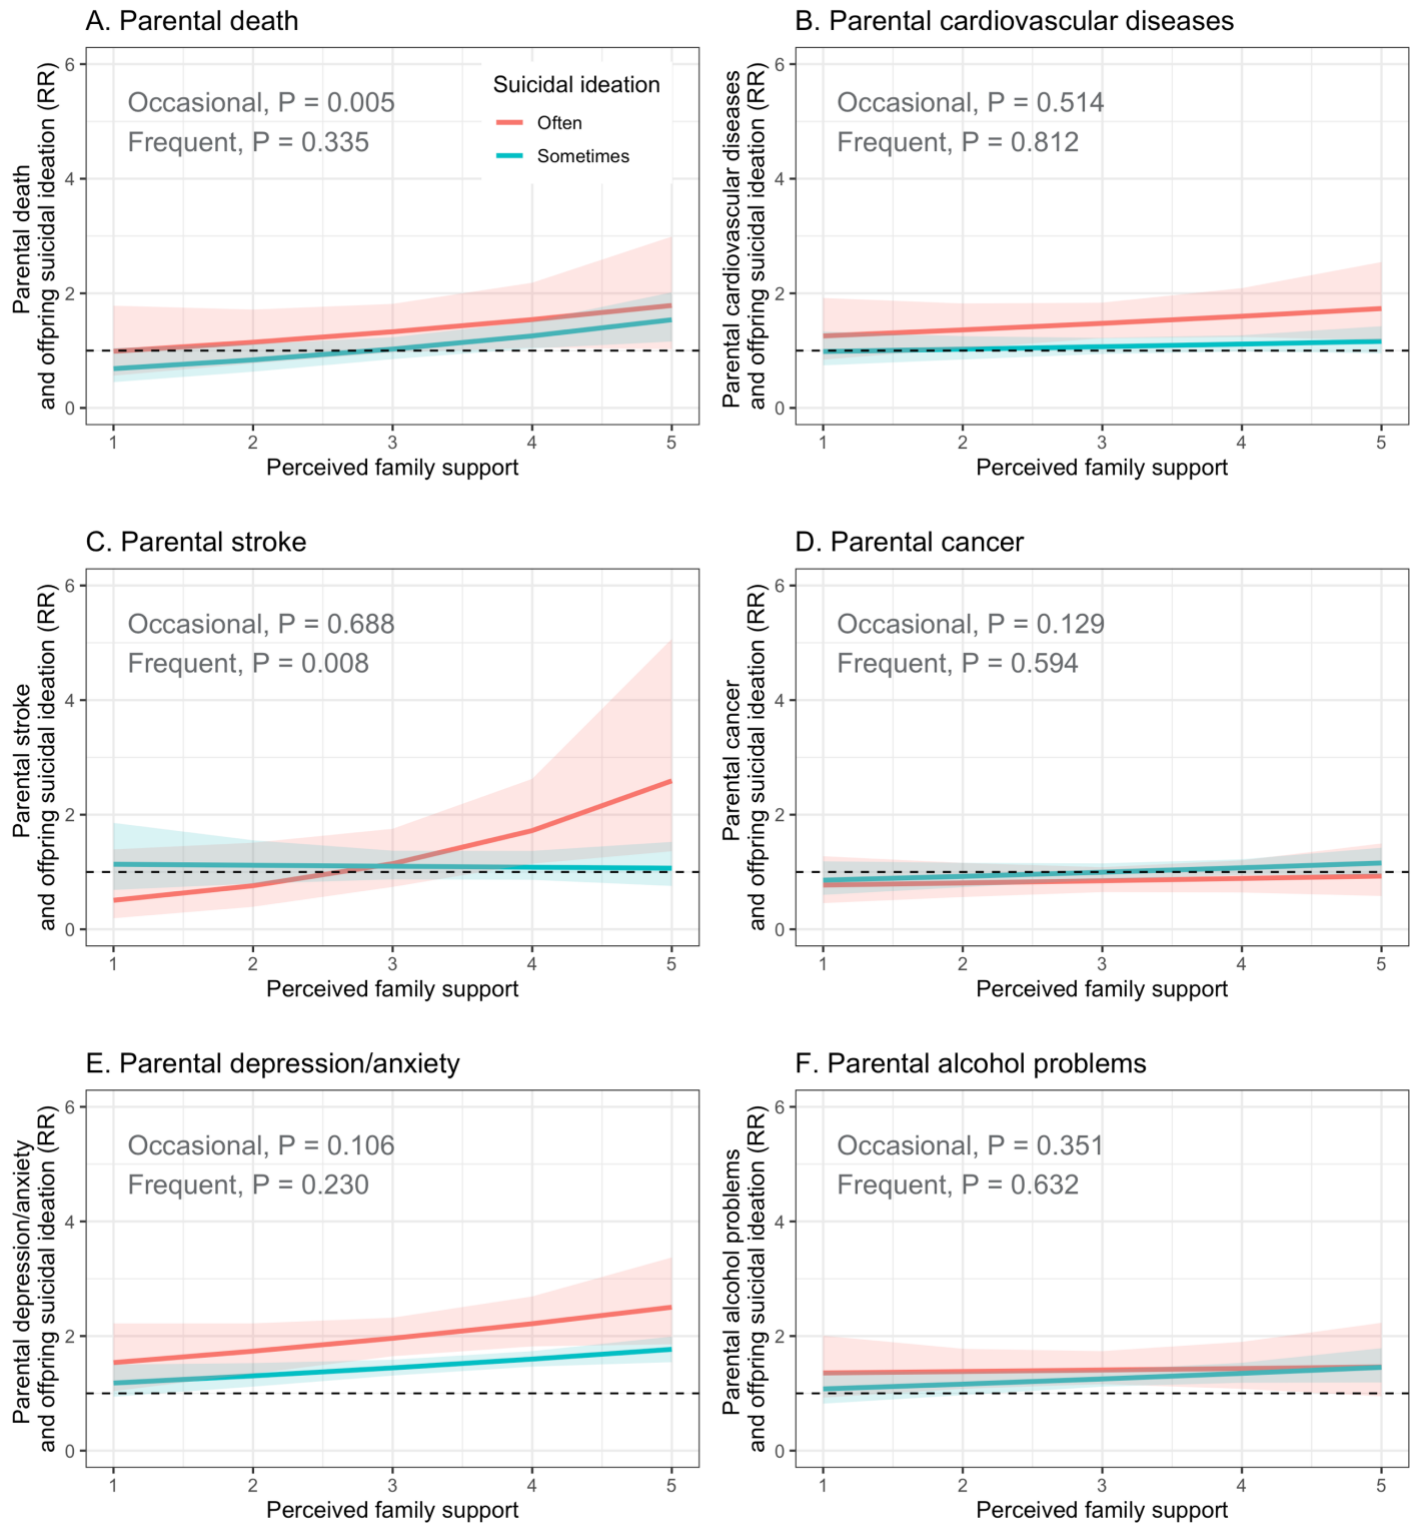 A. Parental death
Parental death
and offpring suicidal ideation (RR)
6
4
2
0
Occasional, P = 0.005
Frequent, P = 0.335
Suicidal ideation
Often
Sometimes
1 2 3 4 5
Perceived family support
B. Parental cardiovascular diseases
Parental cardiovascular diseases
and offpring suicidal ideation (RR)
6
4
2
0
Occasional, P = 0.514
Frequent, P = 0.812
1 2 3 4 5
Perceived family support
C. Parental stroke
Parental stroke
and offpring suicidal ideation (RR)
6
4
2
0
Occasional, P = 0.688
Frequent, P = 0.008
1 2 3 4 5
Perceived family support
D. Parental cancer
Parental cancer
and offpring suicidal ideation (RR)
6
4
2
0
Occasional, P = 0.129
Frequent, P = 0.594
1 2 3 4 5
Perceived family support
E. Parental depression/anxiety
Parental depression/anxiety
and offpring suicidal ideation (RR)
6
4
2
0
Occasional, P = 0.106
Frequent, P = 0.230
1 2 3 4 5
Perceived family support
F. Parental alcohol problems
Parental alcohol problems
and offpring suicidal ideation (RR)
6
4
2
0
Occasional, P = 0.351
Frequent, P = 0.632
1 2 3 4 5
Perceived family support